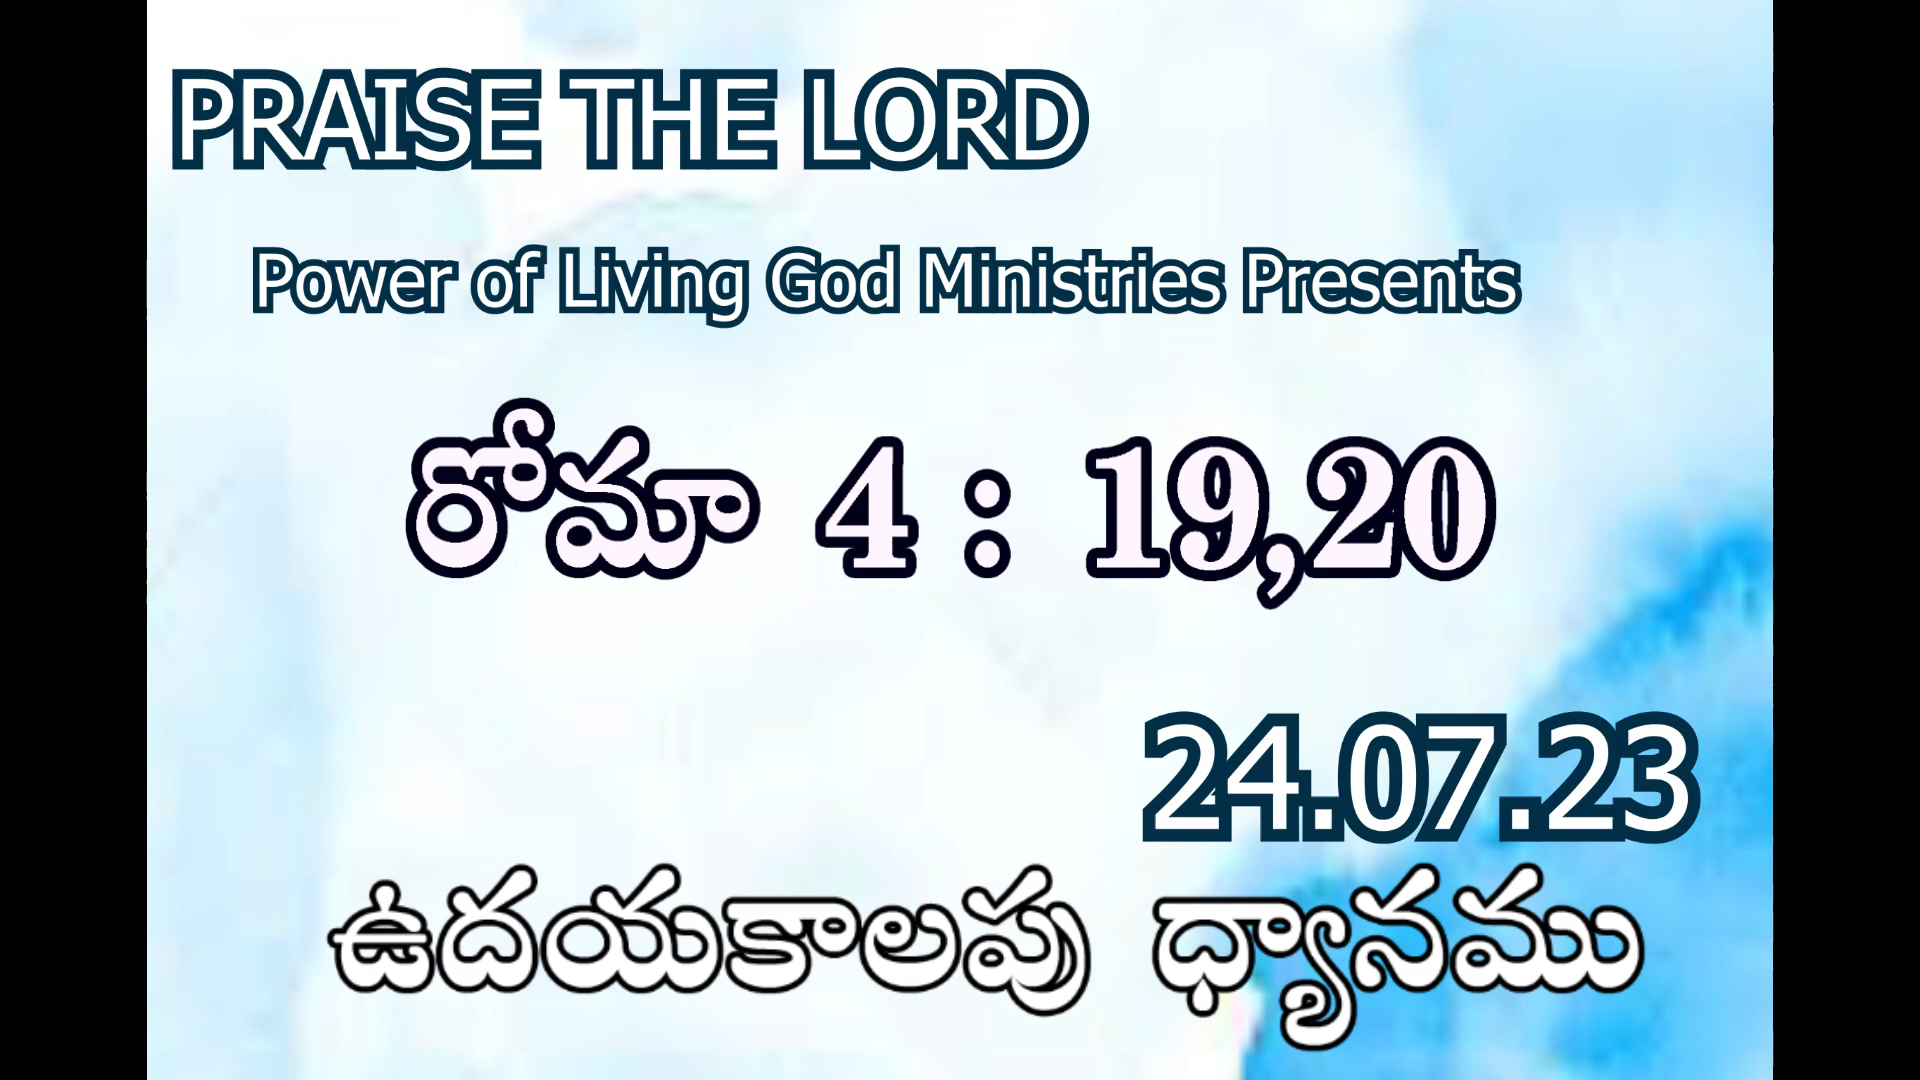 PRAISE THE LORD
Power of Living God Ministries Presents
రోమా 4 : 19,20
24.07.23
ఉదయకాలపు ధ్యానము